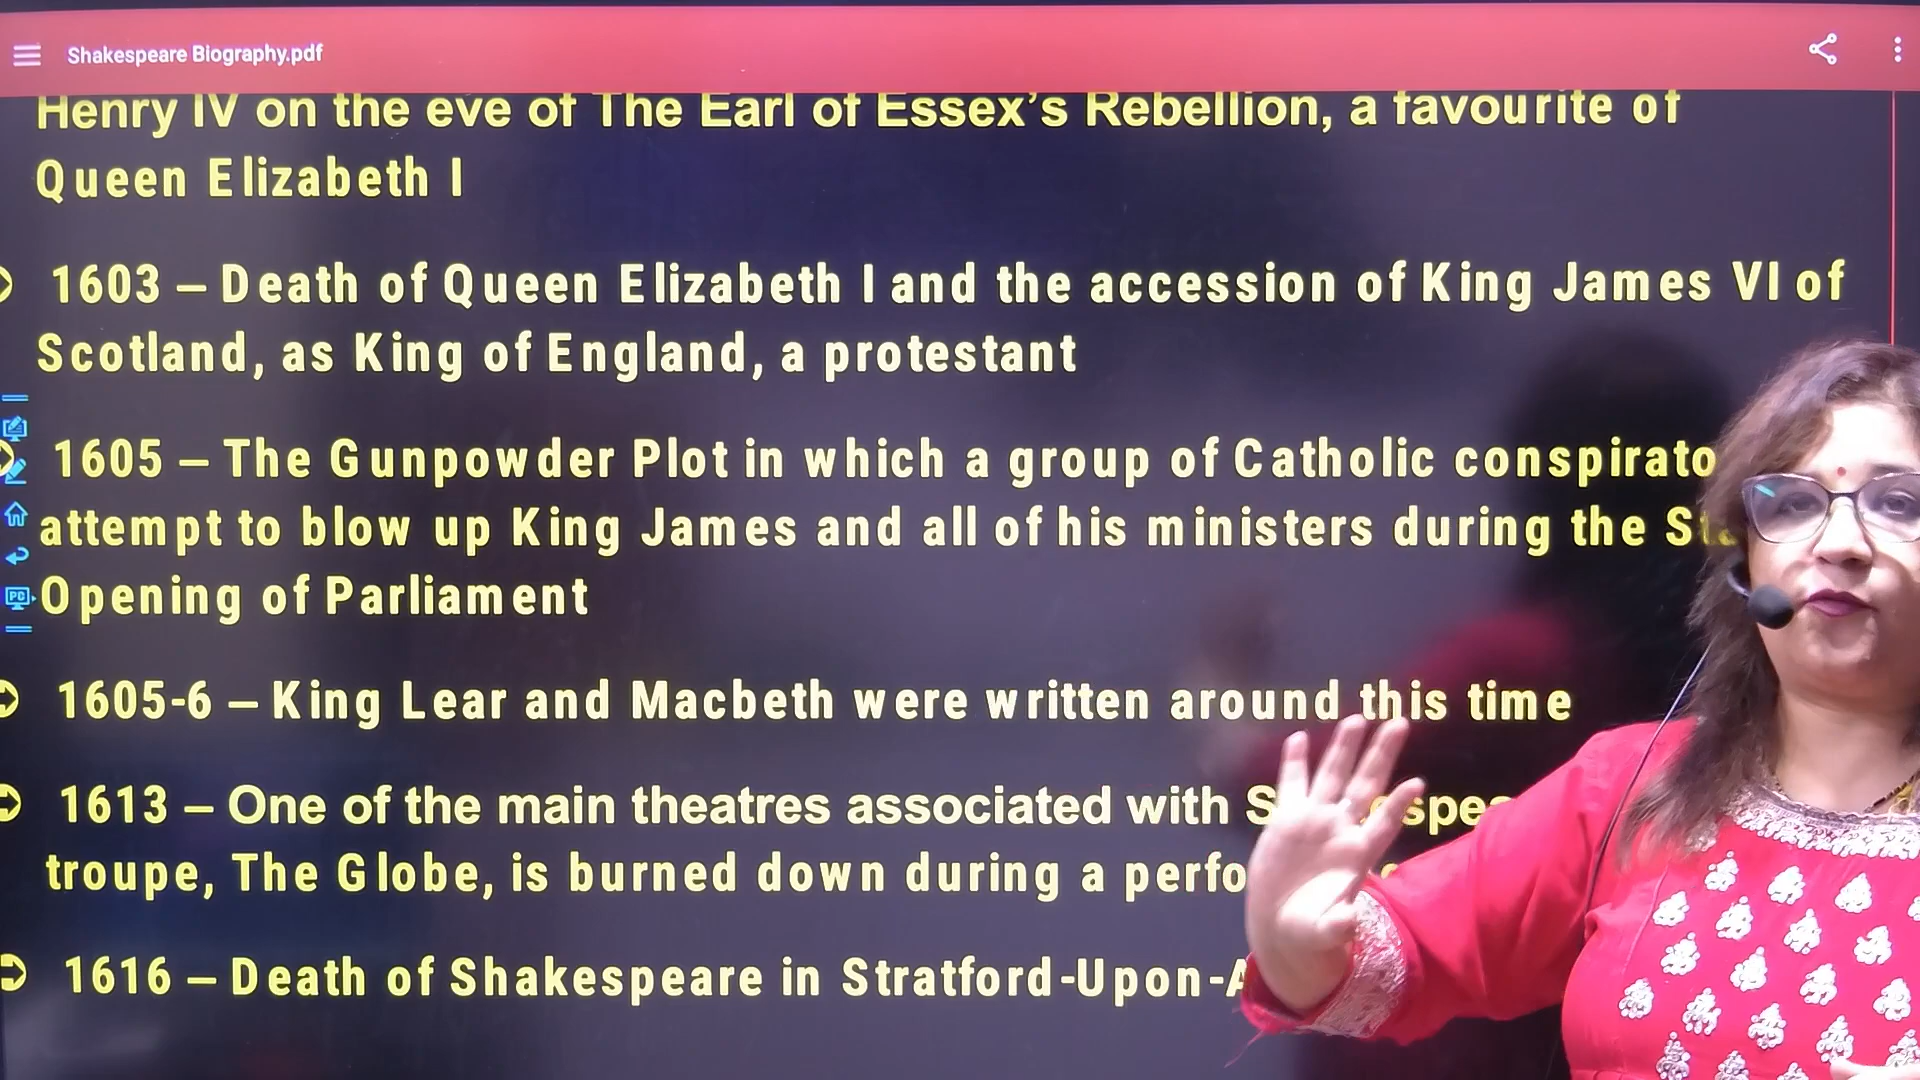 Shakespeare Biography.pdf
Henry IV on the eve of The Earl of Essex's Rebellion, a favourite of
Queen Elizabeth I
1603 – Death of Queen Elizabeth I and the accession of King James VI of
Scotland, as King of England, a protestant
1605 – The Gunpowder Plot in which a group of Catholic
attempt to blow up King James and all of his ministers during the
Opening of Parliament
1605-6 – King Lear and Macbeth were written around this time
1613 – One of the main theatres associated with
troupe, The Globe, is burned down during a
1616 – Death of Shakespeare in Stratford-Upon-
PC